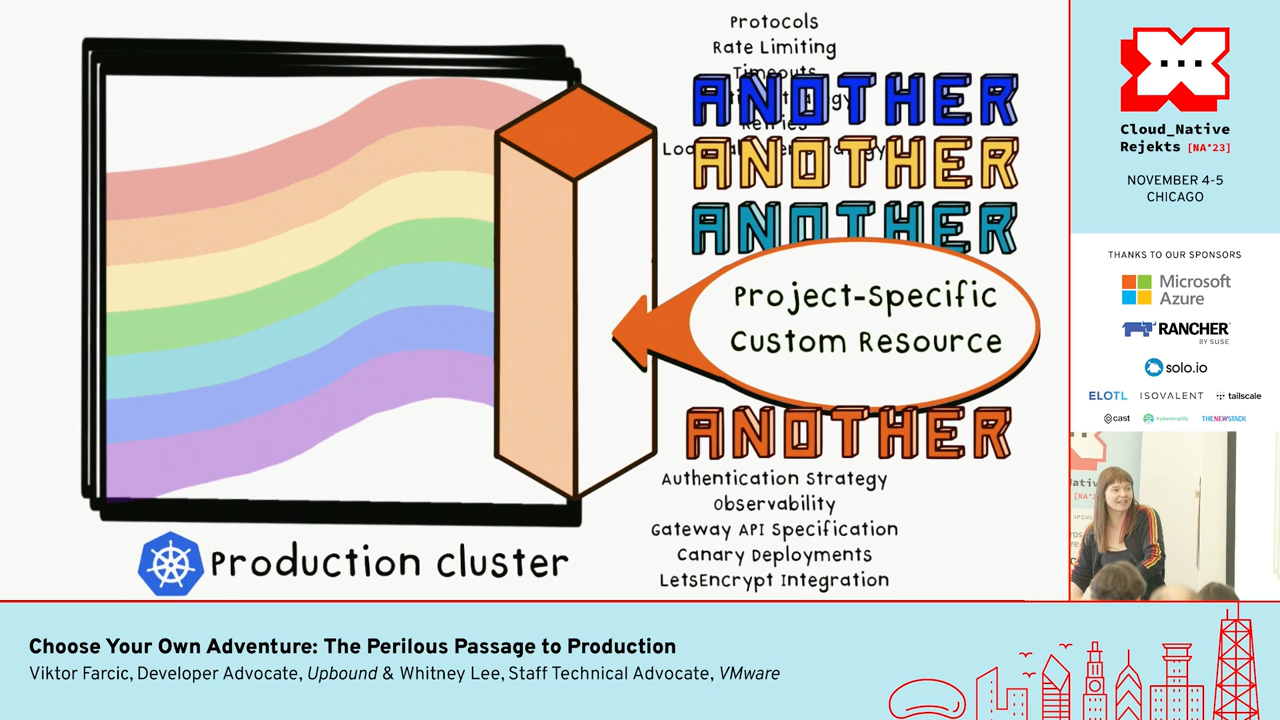 Protocols
Rate Limiting
Timeouts
ANOTHER
Retries
ANOTHER
ANOTHER
Project-Specific
Custom Resource
ANOTHER
Authentication Strategy
Observability
Gateway API Specification
Canary Deployments
LetsEncrypt Integration
Production cluster
Cloud_Native
Rejekts [NA'23]
NOVEMBER 4-5
CHICAGO
THANKS TO OUR SPONSORS
Microsoft
Azure
RANCHER
BY SUSE
solo.io
ELOTL ISOVALENT tailscale
cast Kubesimplify THENEWSTACK
Choose Your Own Adventure: The Perilous Passage to Production
Viktor Farcic, Developer Advocate, Upbound & Whitney Lee, Staff Technical Advocate, VMware